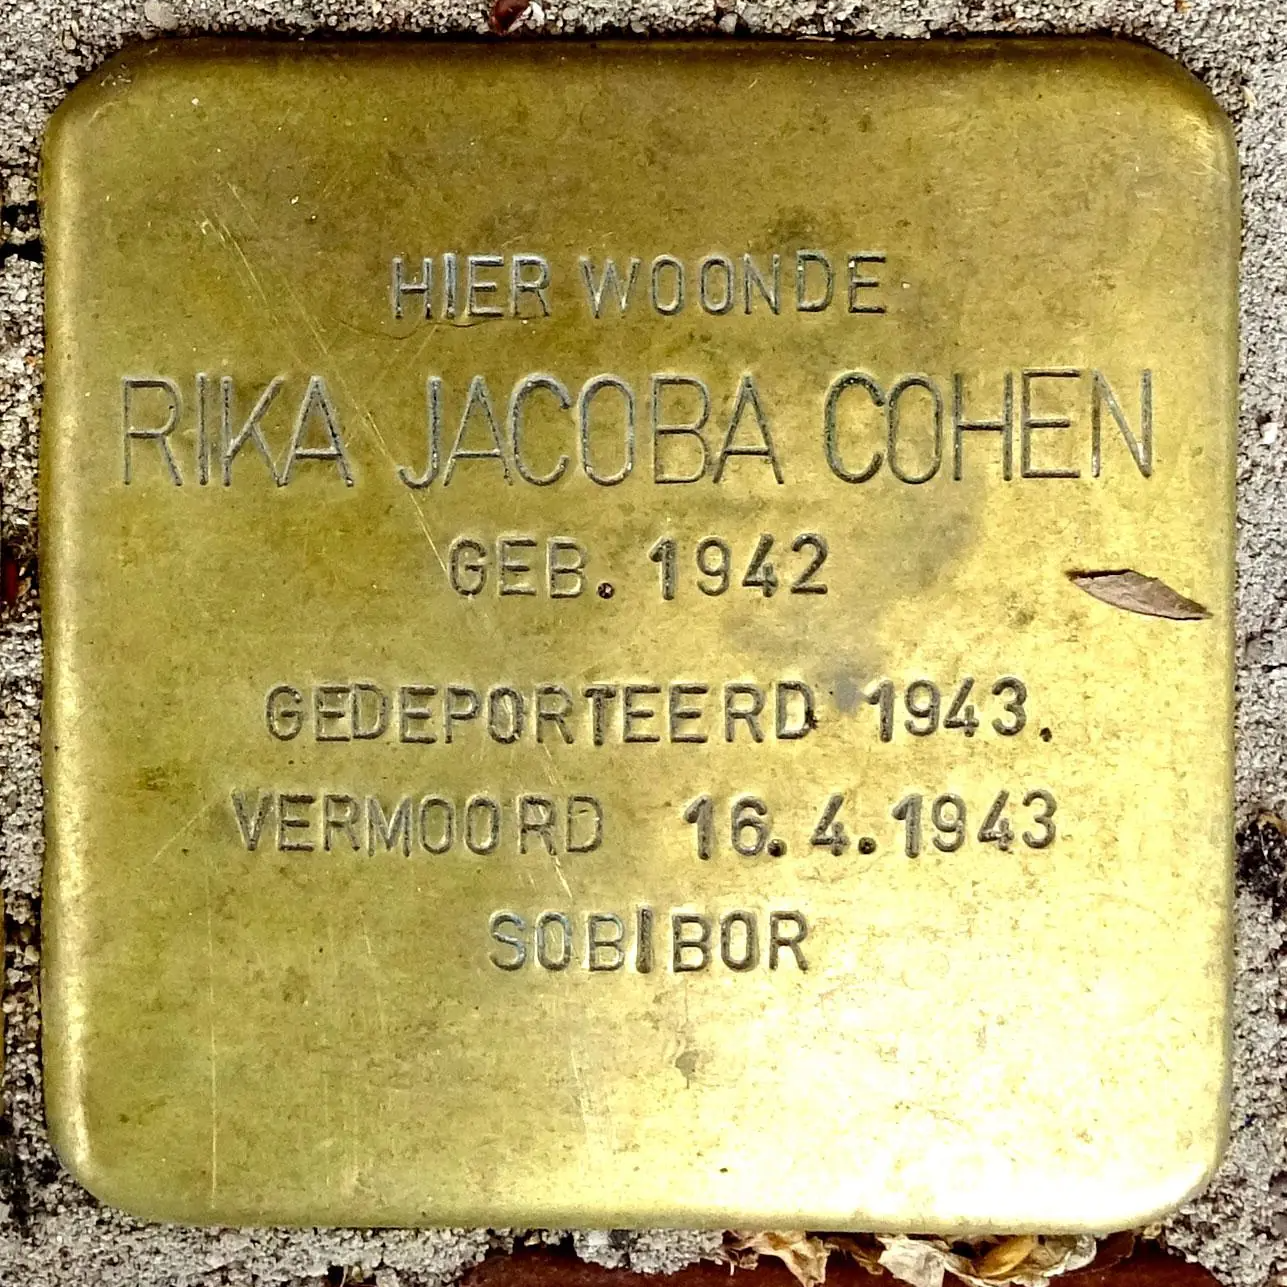 HIER WOONDE
RIKA JACOBA COHEN
GEB. 1942
GEDEPORTEERD 1943.
VERMOORD 16.4.1943
SOBIBOR